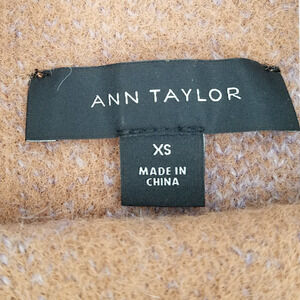 ANN TAYLOR
XS
MADE IN
CHINA